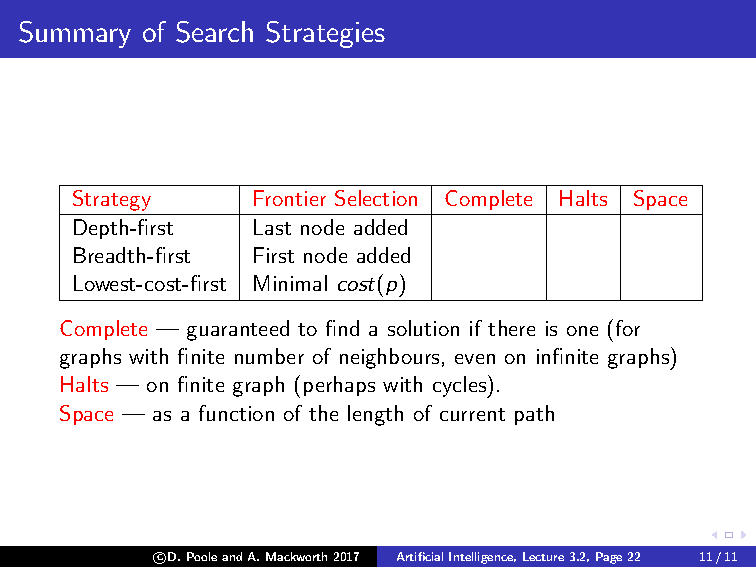 Summary of Search Strategies
Strategy Frontier Selection Complete Halts Space
Depth-first Last node added
Breadth-first First node added
Lowest-cost-first Minimal cost(p)
Complete — guaranteed to find a solution if there is one (for
graphs with finite number of neighbours, even on infinite graphs)
Halts — on finite graph (perhaps with cycles).
Space — as a function of the length of current path
©D. Poole and A. Mackworth 2017 Artificial Intelligence, Lecture 3.2, Page 22 11 / 11